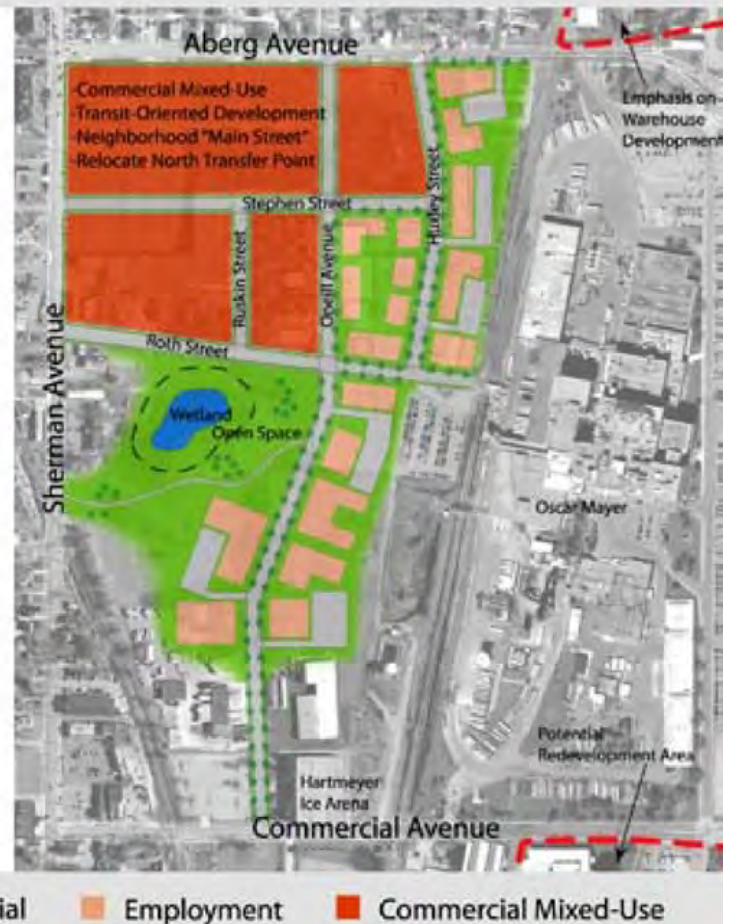 Aberg Avenue
-Commercial Mixed-Use
-Transit-Oriented Development
-Neighborhood "Main Street"
-Relocate North Transfer Point
Emphasis on
Warehouse
Development
Stephen Street
Huxley Street
Ruskin Street
Oneill Avenue
Roth Street
Sherman Avenue
Wetland
Open Space
Oscar Mayer
Potential
Redevelopment Area
Hartmeyer
Ice Arena
Commercial Avenue
ial
Employment
Commercial Mixed-Use